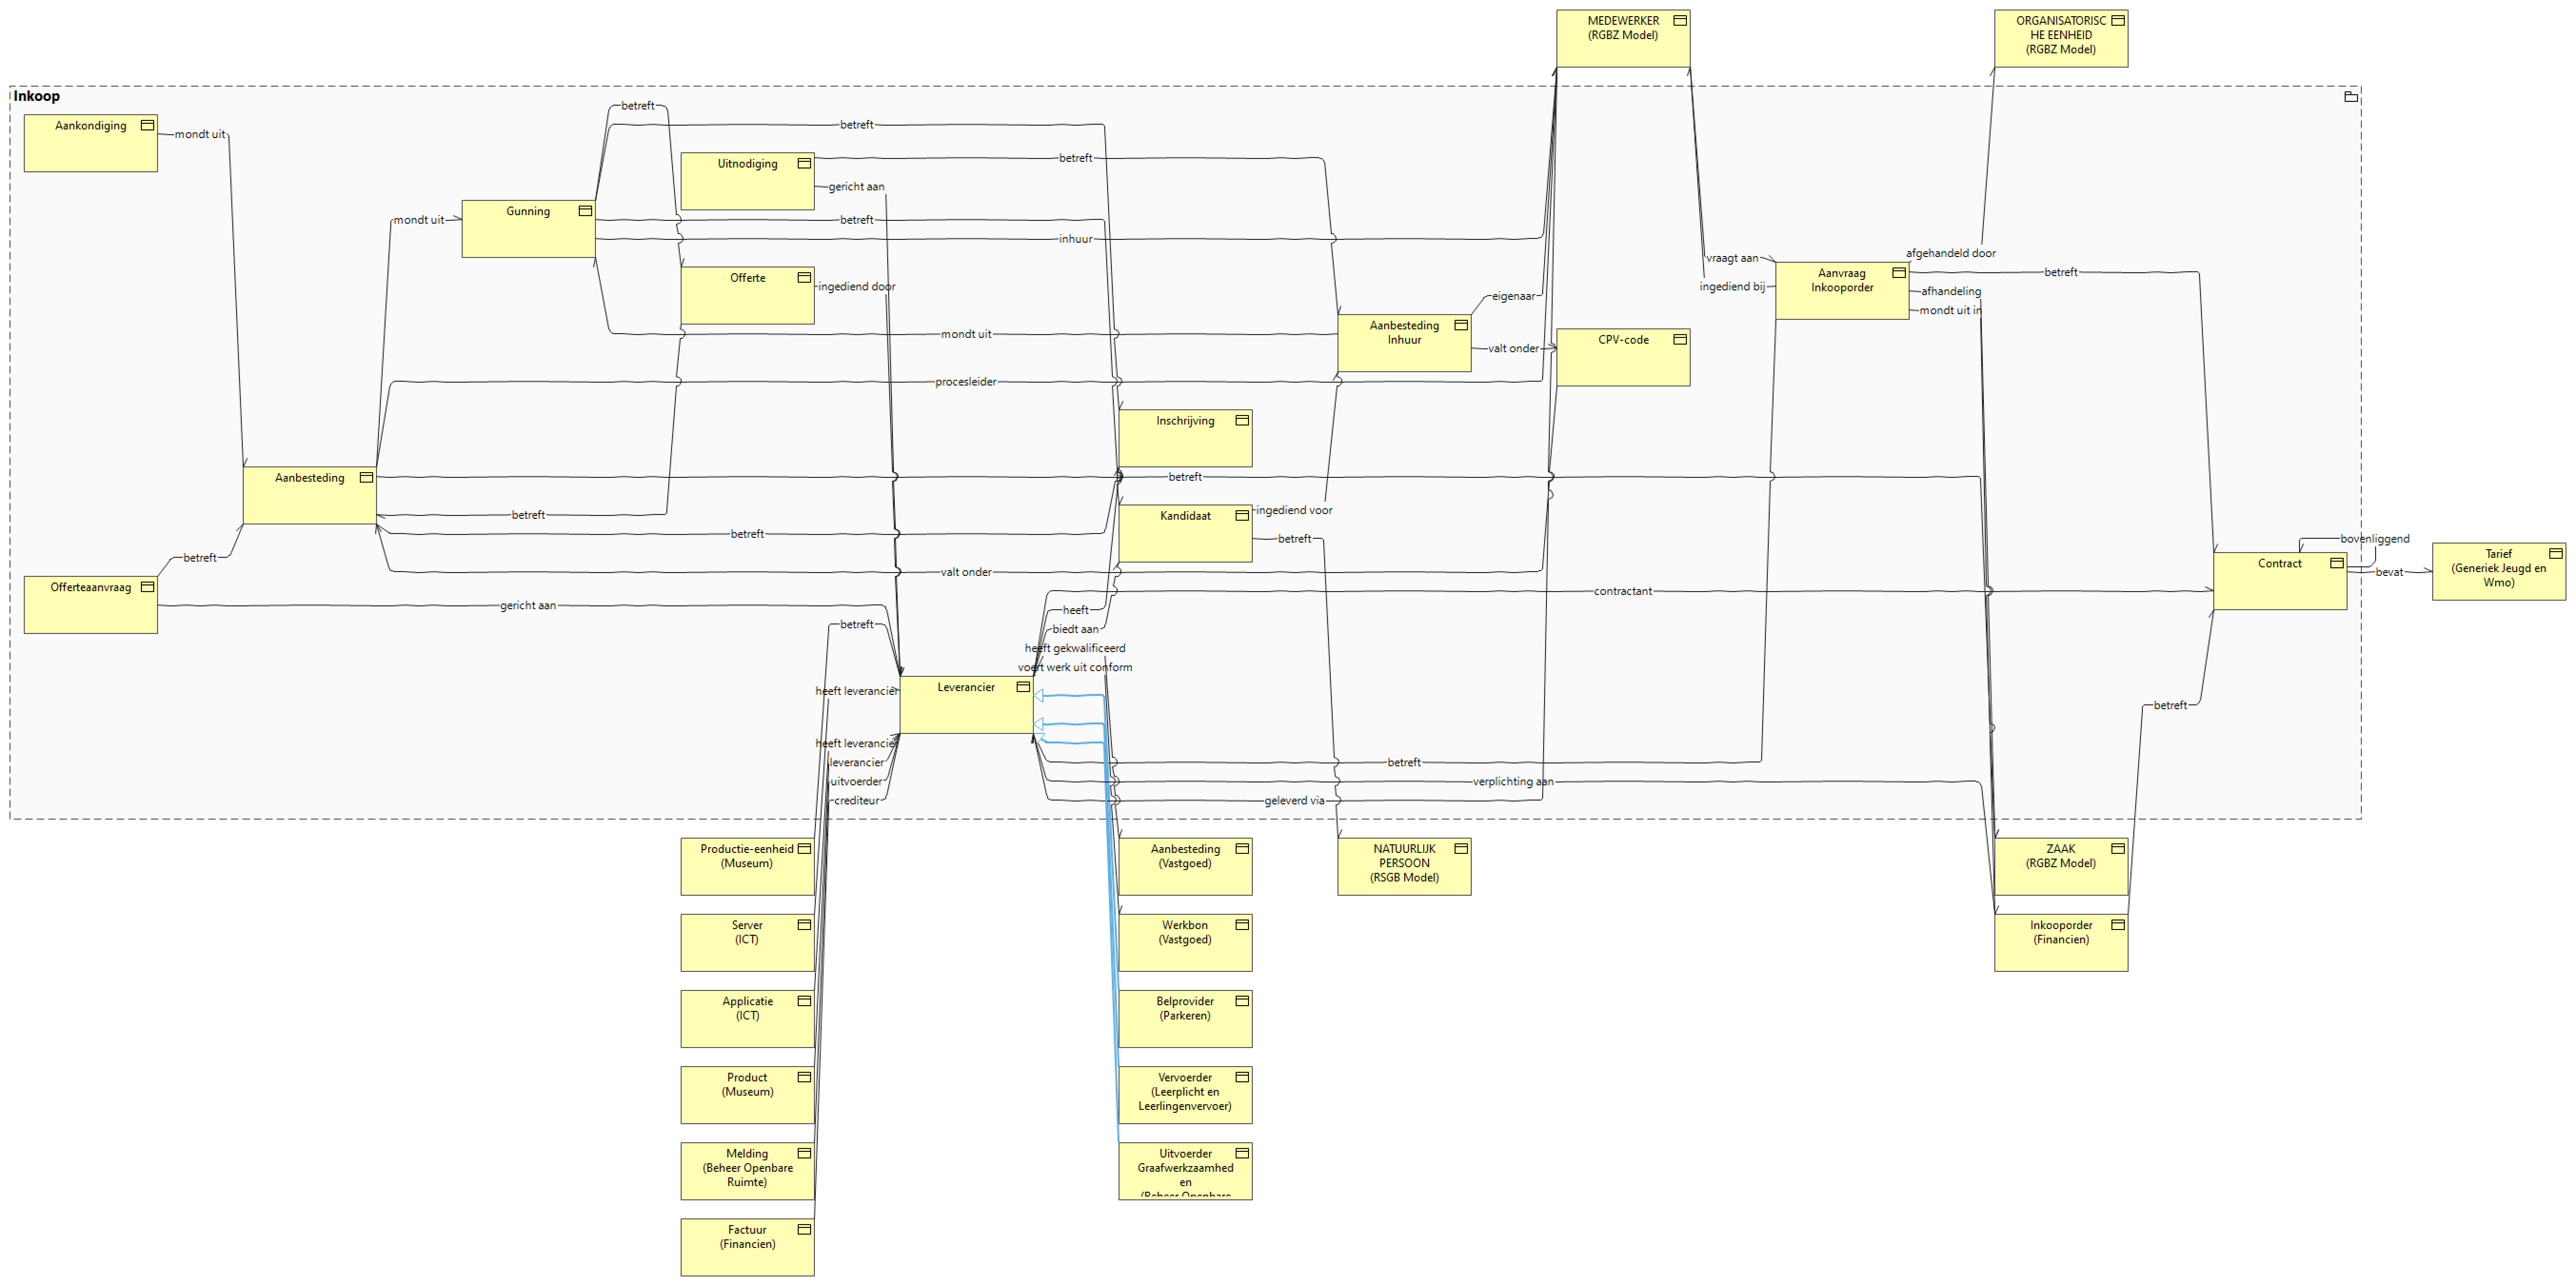 MEDEWERKER
(RGBZ Model)
ORGANISATORISC
HE EENHEID
(RGBZ Model)
Inkoop
betreft
Aankondiging
mondt uit
betreft
Uitnodiging
betreft
gericht aan
Gunning
mondt uit
betreft
inhuur
afgehandeld door
vraagt aan
Aanvraag
Inkooporder
betreft
Offerte
ingediend door
ingediend bij
afhandeling
eigenaar
mondt uit in
Aanbesteding
Inhuur
mondt uit
CPV-code
valt onder
procesleider
Inschrijving
Aanbesteding
betreft
Kandidaat
ingediend voor
betreft
betreft
betreft
bovenliggend
betreft
Tarief
(Generiek Jeugd en
Wmo)
Contract
valt onder
bevat
Offerteaanvraag
contractant
gericht aan
heeft
betreft
biedt aan
heeft gekwalificeerd
voert werk uit conform
Leverancier
heeft leverancier
betreft
heeft leverancier
leverancier
betreft
uitvoerder
verplichting aan
crediteur
geleverd via
Productie-eenheid
(Museum)
Aanbesteding
(Vastgoed)
NATUURLIJK
PERSOON
(RSGB Model)
ZAAK
(RGBZ Model)
Server
(ICT)
Werkbon
(Vastgoed)
Inkooporder
(Financien)
Applicatie
(ICT)
Belprovider
(Parkeren)
Product
(Museum)
Vervoerder
(Leerplicht en
Leerlingenvervoer)
Melding
(Beheer Openbare
Ruimte)
Uitvoerder
Graafwerkzaamhed
en
(Beheer Openbare
Factuur
(Financien)